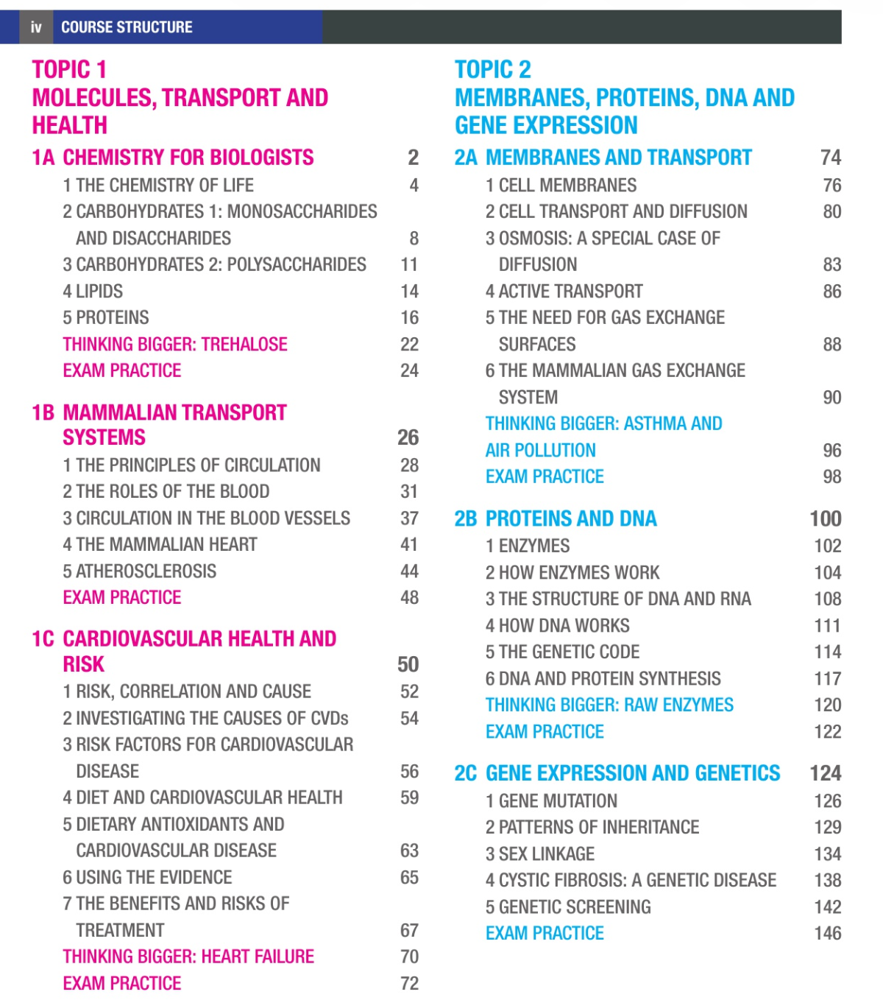 iv COURSE STRUCTURE
TOPIC 1
MOLECULES, TRANSPORT AND
HEALTH
1A CHEMISTRY FOR BIOLOGISTS 2
1 THE CHEMISTRY OF LIFE 4
2 CARBOHYDRATES 1: MONOSACCHARIDES
AND DISACCHARIDES 8
3 CARBOHYDRATES 2: POLYSACCHARIDES 11
4 LIPIDS 14
5 PROTEINS 16
THINKING BIGGER: TREHALOSE 22
EXAM PRACTICE 24
1B MAMMALIAN TRANSPORT
SYSTEMS 26
1 THE PRINCIPLES OF CIRCULATION 28
2 THE ROLES OF THE BLOOD 31
3 CIRCULATION IN THE BLOOD VESSELS 37
4 THE MAMMALIAN HEART 41
5 ATHEROSCLEROSIS 44
EXAM PRACTICE 48
1C CARDIOVASCULAR HEALTH AND
RISK 50
1 RISK, CORRELATION AND CAUSE 52
2 INVESTIGATING THE CAUSES OF CVDs 54
3 RISK FACTORS FOR CARDIOVASCULAR
DISEASE 56
4 DIET AND CARDIOVASCULAR HEALTH 59
5 DIETARY ANTIOXIDANTS AND
CARDIOVASCULAR DISEASE 63
6 USING THE EVIDENCE 65
7 THE BENEFITS AND RISKS OF
TREATMENT 67
THINKING BIGGER: HEART FAILURE 70
EXAM PRACTICE 72
TOPIC 2
MEMBRANES, PROTEINS, DNA AND
GENE EXPRESSION
2A MEMBRANES AND TRANSPORT 74
1 CELL MEMBRANES 76
2 CELL TRANSPORT AND DIFFUSION 80
3 OSMOSIS: A SPECIAL CASE OF
DIFFUSION 83
4 ACTIVE TRANSPORT 86
5 THE NEED FOR GAS EXCHANGE
SURFACES 88
6 THE MAMMALIAN GAS EXCHANGE
SYSTEM 90
THINKING BIGGER: ASTHMA AND
AIR POLLUTION 96
EXAM PRACTICE 98
2B PROTEINS AND DNA 100
1 ENZYMES 102
2 HOW ENZYMES WORK 104
3 THE STRUCTURE OF DNA AND RNA 108
4 HOW DNA WORKS 111
5 THE GENETIC CODE 114
6 DNA AND PROTEIN SYNTHESIS 117
THINKING BIGGER: RAW ENZYMES 120
EXAM PRACTICE 122
2C GENE EXPRESSION AND GENETICS 124
1 GENE MUTATION 126
2 PATTERNS OF INHERITANCE 129
3 SEX LINKAGE 134
4 CYSTIC FIBROSIS: A GENETIC DISEASE 138
5 GENETIC SCREENING 142
EXAM PRACTICE 146